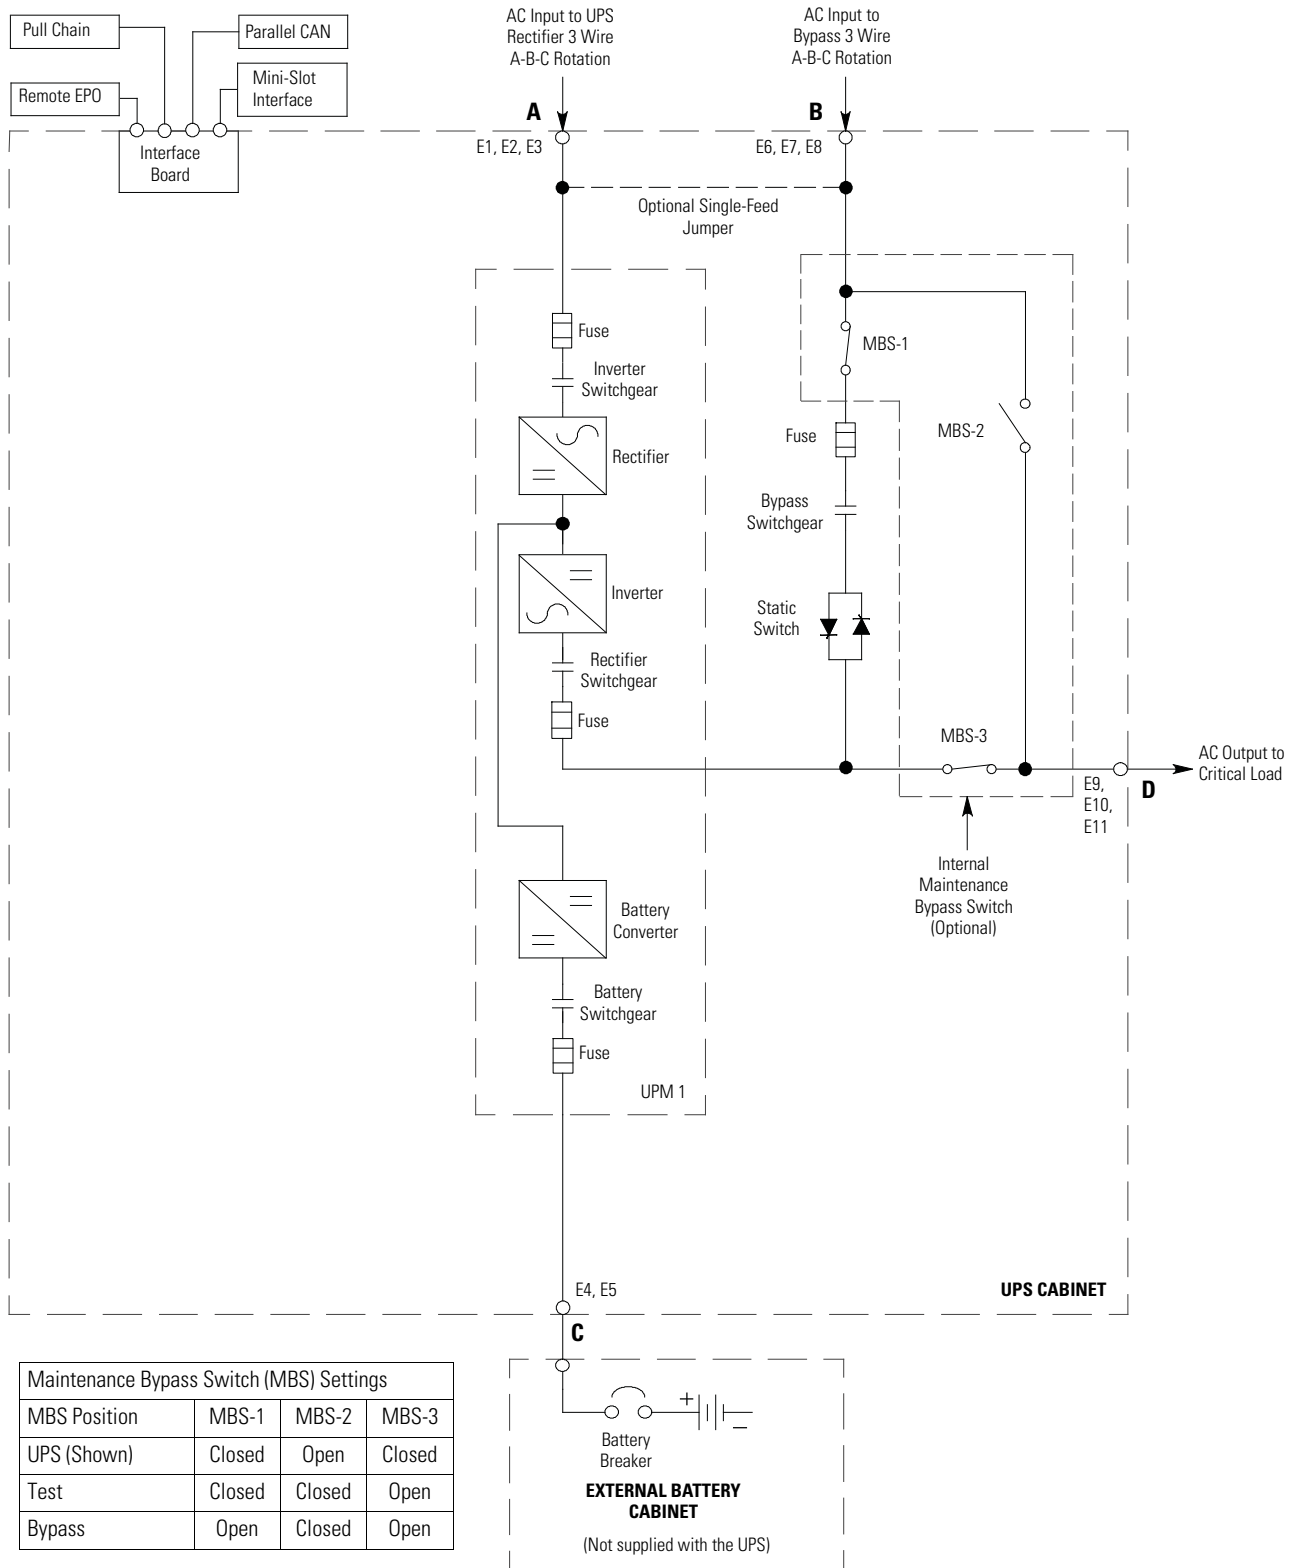 Pull Chain
Parallel CAN
Remote EPO
Mini-Slot
Interface
Interface
Board
AC Input to UPS
Rectifier 3 Wire
A-B-C Rotation
AC Input to
Bypass 3 Wire
A-B-C Rotation
A
B
E1, E2, E3
E6, E7, E8
Optional Single-Feed
Jumper
Fuse
Inverter
Switchgear
Rectifier
Inverter
Rectifier
Switchgear
Fuse
MBS-1
MBS-2
Fuse
Bypass
Switchgear
Static
Switch
MBS-3
AC Output to
Critical Load
E9,
E10,
E11
D
Internal
Maintenance
Bypass Switch
(Optional)
Battery
Converter
Battery
Switchgear
Fuse
UPM 1
E4, E5
UPS CABINET
C
+
–
Battery
Breaker
EXTERNAL BATTERY
CABINET
(Not supplied with the UPS)
Maintenance Bypass Switch (MBS) Settings
MBS Position MBS-1 MBS-2 MBS-3
UPS (Shown) Closed Open Closed
Test Closed Closed Open
Bypass Open Closed Open